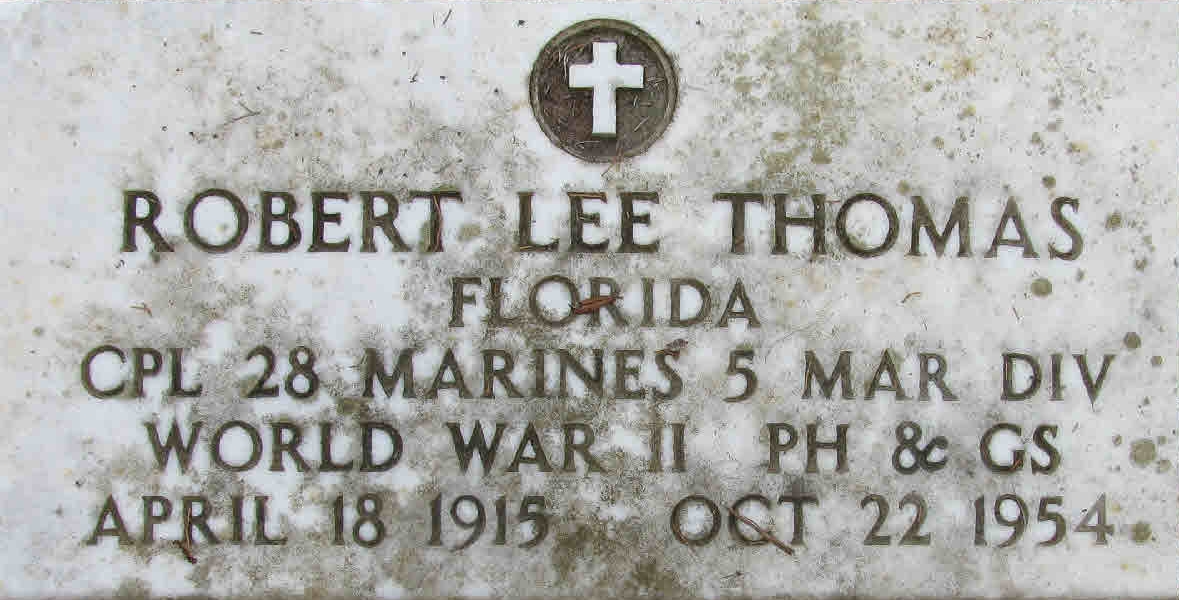 ROBERT LEE THOMAS
FLORIDA
CPL 28 MARINES 5 MAR DIV
WORLD WAR II PH & GS
APRIL 18 1915 OCT 22 1954